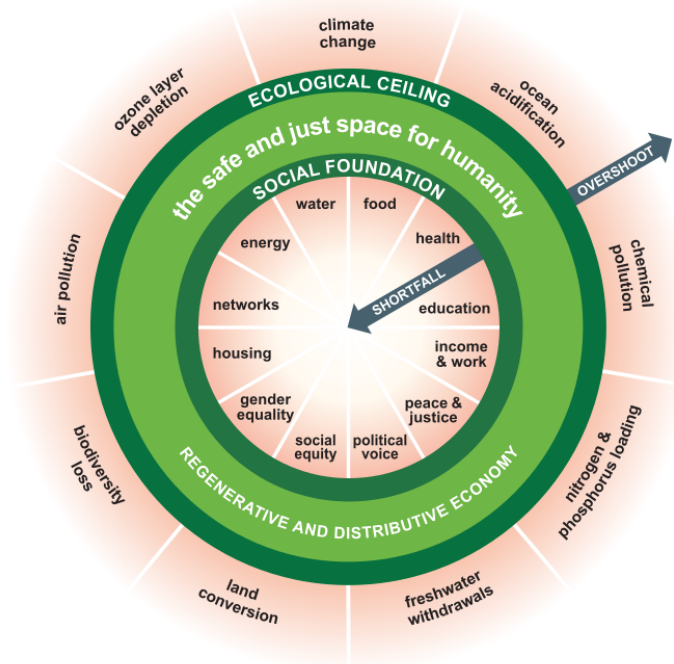 climate
change
ozone layer
depletion
ocean
acidification
ECOLOGICAL CEILING
the safe and just space for humanity
OVERSHOOT
SOCIAL FOUNDATION
water
food
energy
health
air pollution
chemical
pollution
SHORTFALL
networks
education
housing
income
& work
gender
equality
peace &
justice
social
equity
political
voice
biodiversity
loss
nitrogen &
phosphorus loading
REGENERATIVE AND DISTRIBUTIVE ECONOMY
land
conversion
freshwater
withdrawals